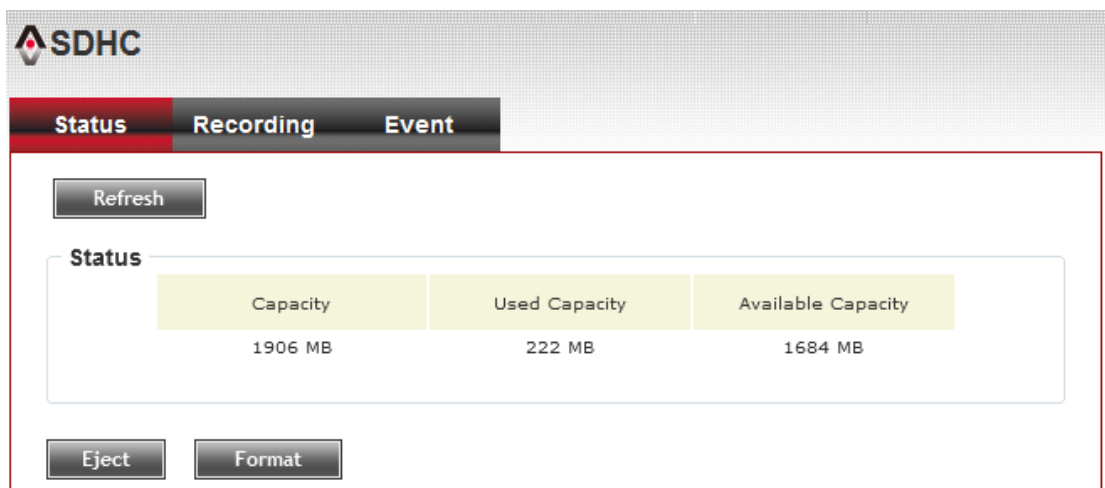 SDHC
Status Recording Event
Refresh
Status
Capacity Used Capacity Available Capacity
1906 MB 222 MB 1684 MB
Eject Format